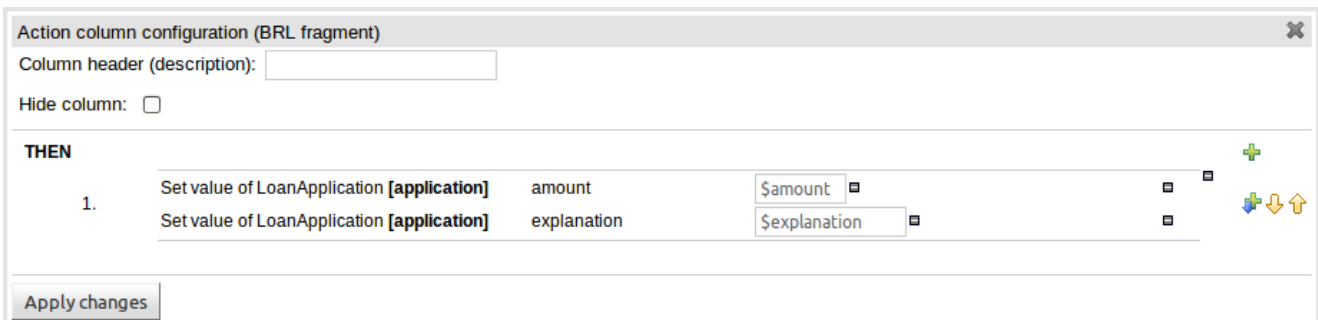 Action column configuration (BRL fragment)
Column header (description):
Hide column:
THEN
1.
Set value of LoanApplication [application] amount $amount
Set value of LoanApplication [application] explanation $explanation
Apply changes